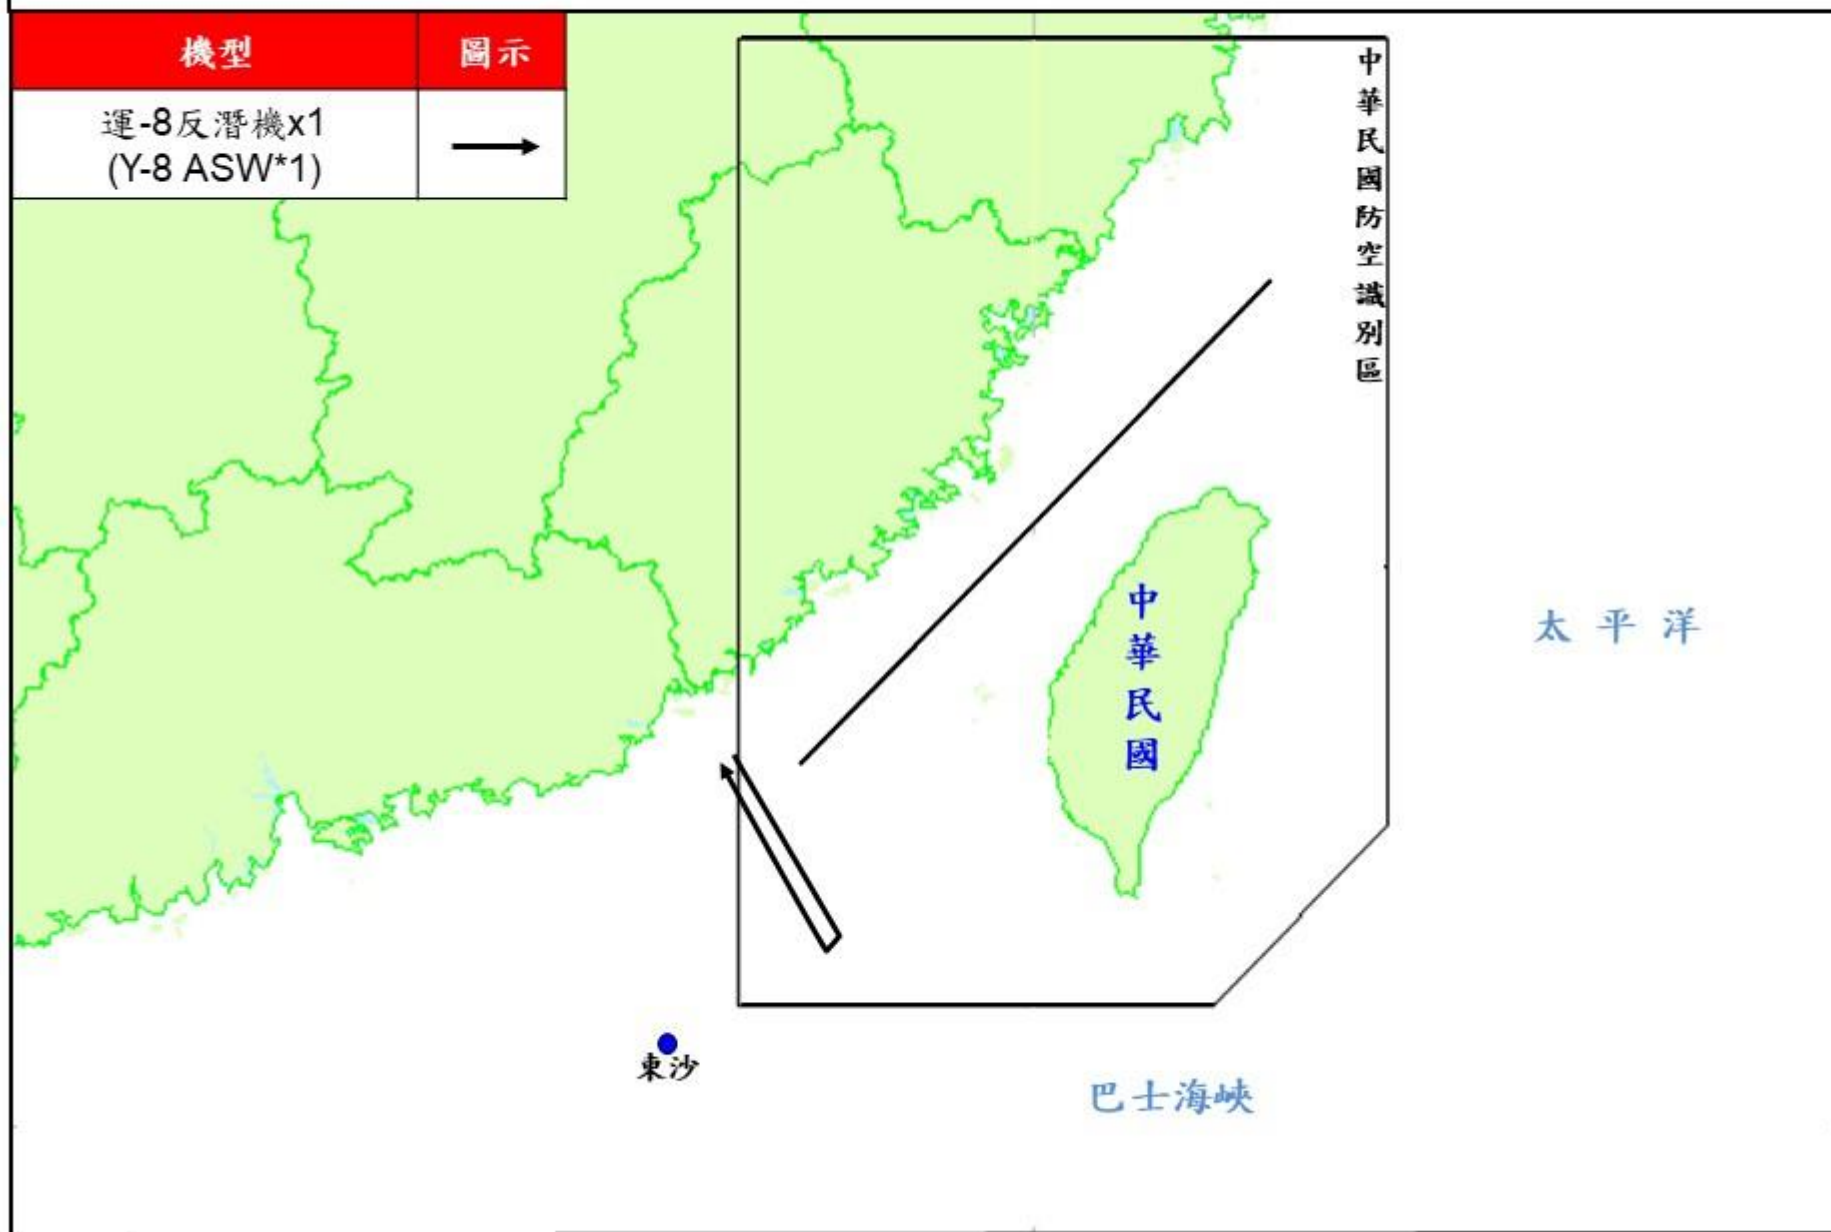 機型 圖示
運-8反潛機x1
(Y-8 ASW*1)
中華民國防空識別區
中華民國
太平洋
東沙
巴士海峽